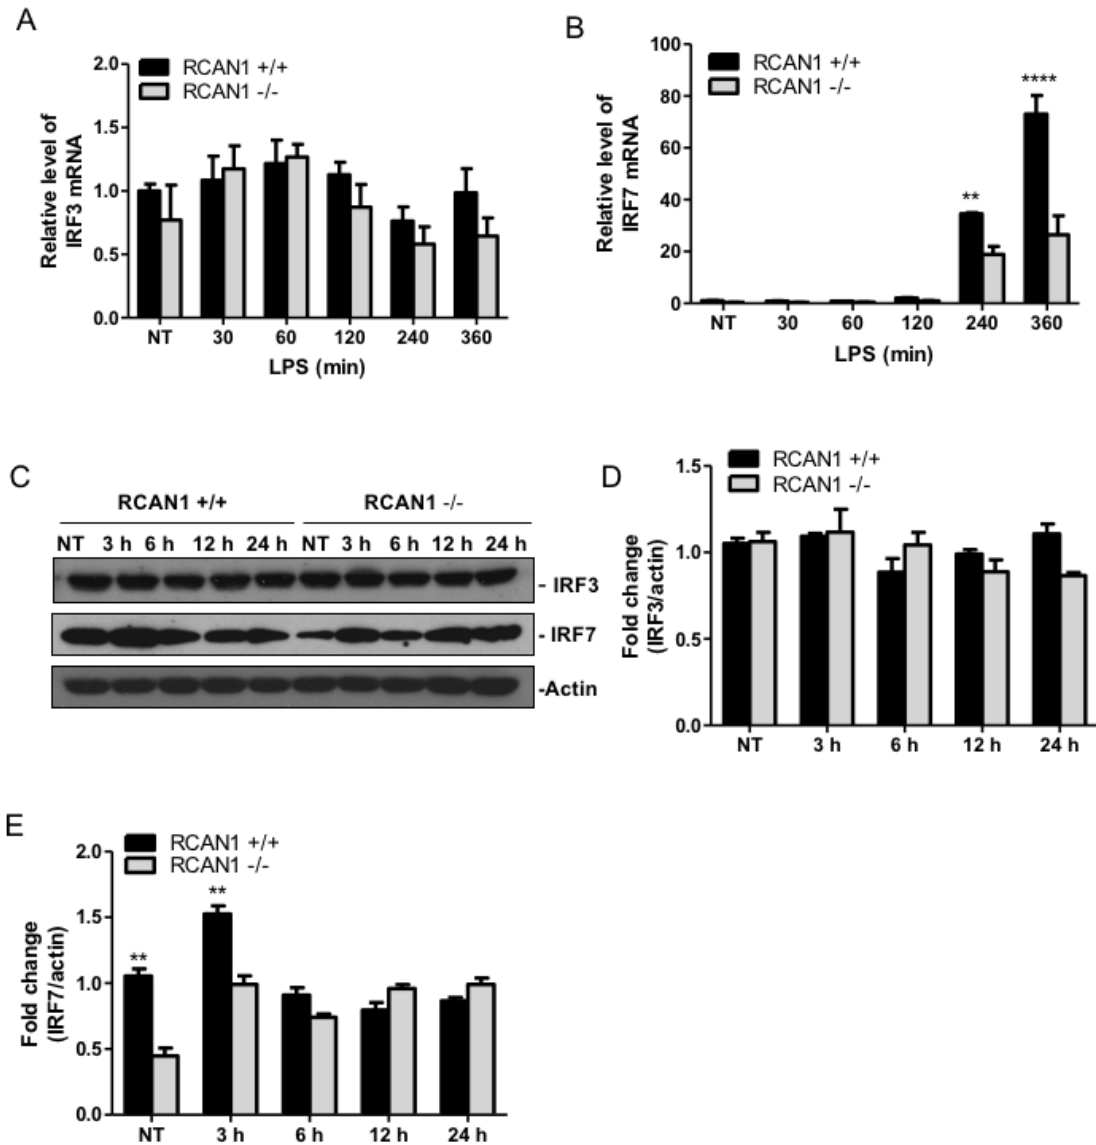 A
Relative level of
IRF3 mRNA
2.0
1.5
1.0
0.5
0.0
RCAN1 +/+
RCAN1 -/-
NT 30 60 120 240 360
LPS (min)
B
Relative level of
IRF7 mRNA
100
80
60
40
20
0
RCAN1 +/+
RCAN1 -/-
**
****
NT 30 60 120 240 360
LPS (min)
C
RCAN1 +/+ RCAN1 -/-
NT 3 h 6 h 12 h 24 h NT 3 h 6 h 12 h 24 h
- IRF3
- IRF7
-Actin
D
Fold change
(IRF3/actin)
1.5
1.0
0.5
0.0
RCAN1 +/+
RCAN1 -/-
NT 3 h 6 h 12 h 24 h
E
Fold change
(IRF7/actin)
2.0
1.5
1.0
0.5
0.0
RCAN1 +/+
RCAN1 -/-
**
**
NT 3 h 6 h 12 h 24 h